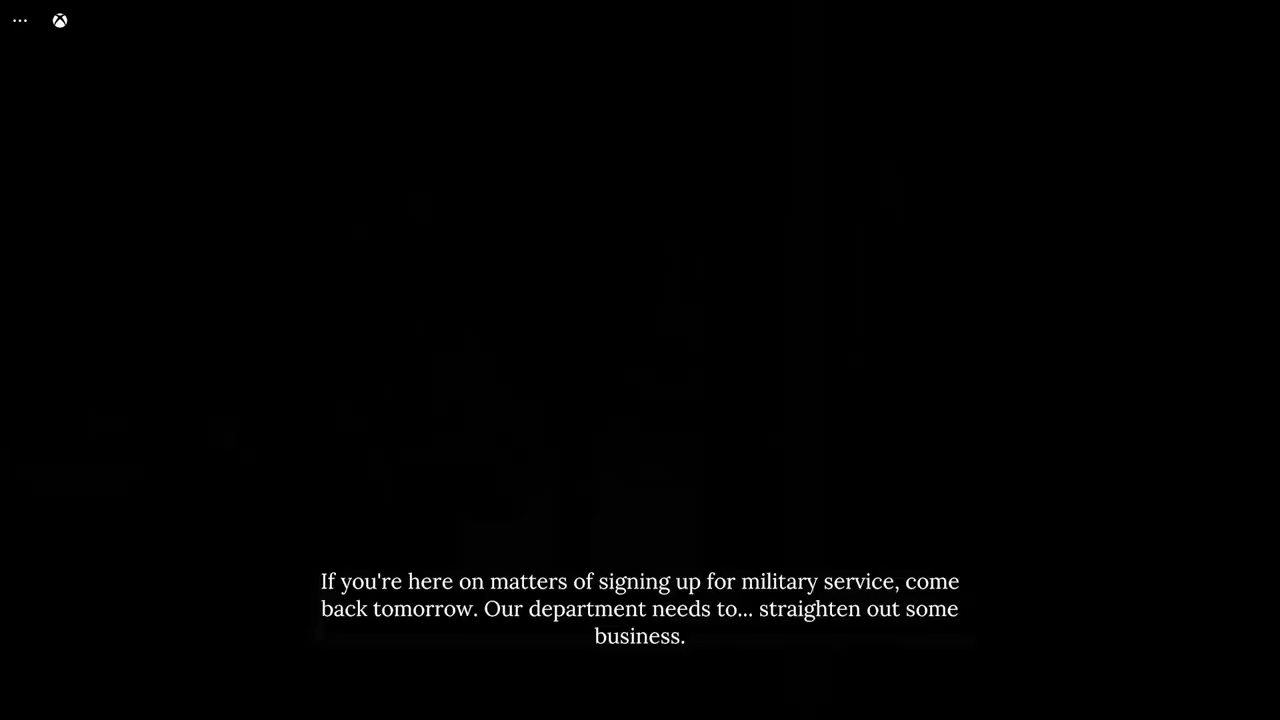 If you're here on matters of signing up for military service, come
back tomorrow. Our department needs to... straighten out some
business.